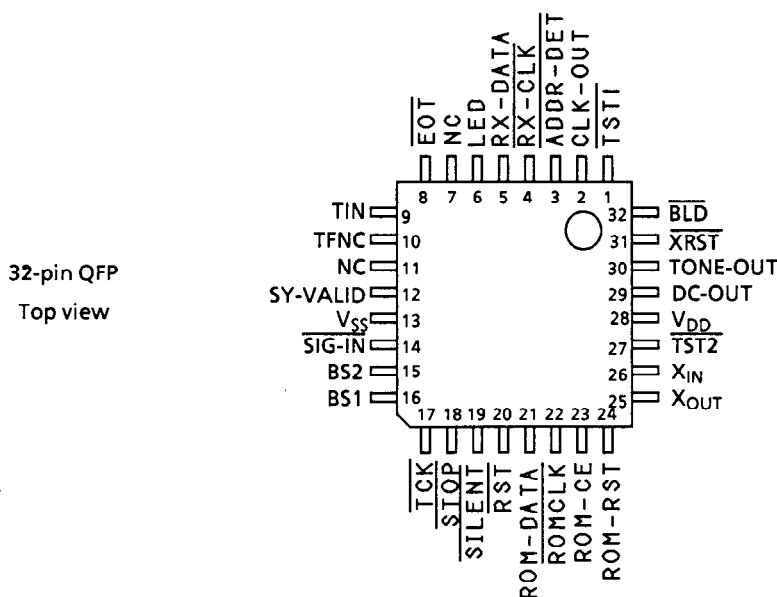 EOT
NC
LED
RX-DATA
RX-CLK
ADDR-DET
CLK-OUT
TST1
8 7 6 5 4 3 2 1
TIN 9 32 BLD
TFNC 10 31 XRST
NC 11 30 TONE-OUT
SY-VALID 12 29 DC-OUT
VSS 13 28 VDD
SIG-IN 14 27 TST2
BS2 15 26 XIN
BS1 16 25 XOUT
17 18 19 20 21 22 23 24
TCK
STOP
SILENT
RST
ROM-DATA
ROMCLK
ROM-CE
ROM-RST
32-pin QFP
Top view